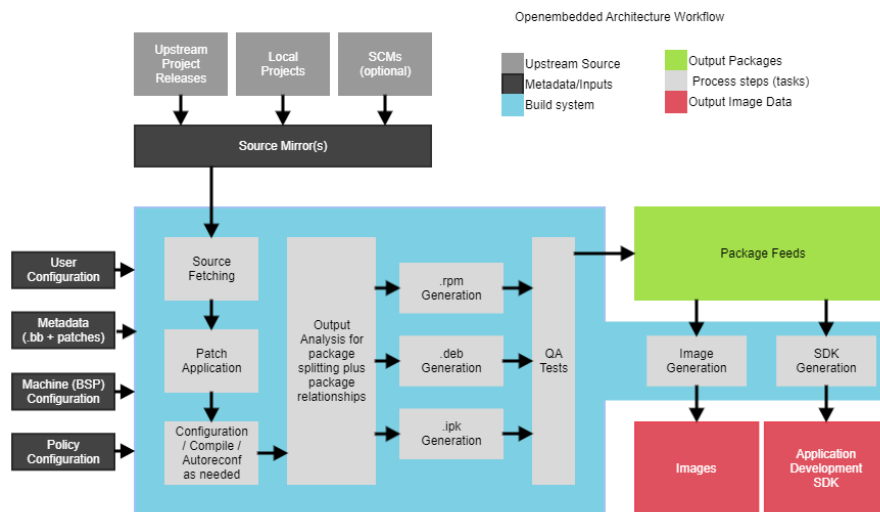 Openembedded Architecture Workflow
Upstream Source
Metadata/Inputs
Build system
Output Packages
Process steps (tasks)
Output Image Data
Upstream
Project
Releases
Local
Projects
SCMs
(optional)
Source Mirror(s)
User
Configuration
Metadata
(.bb + patches)
Machine (BSP)
Configuration
Policy
Configuration
Source
Fetching
Patch
Application
Configuration
/ Compile /
Autoreconf
as needed
Output
Analysis for
package
splitting plus
package
relationships
.rpm
Generation
.deb
Generation
.ipk
Generation
QA
Tests
Package Feeds
Image
Generation
SDK
Generation
Images
Application
Development
SDK